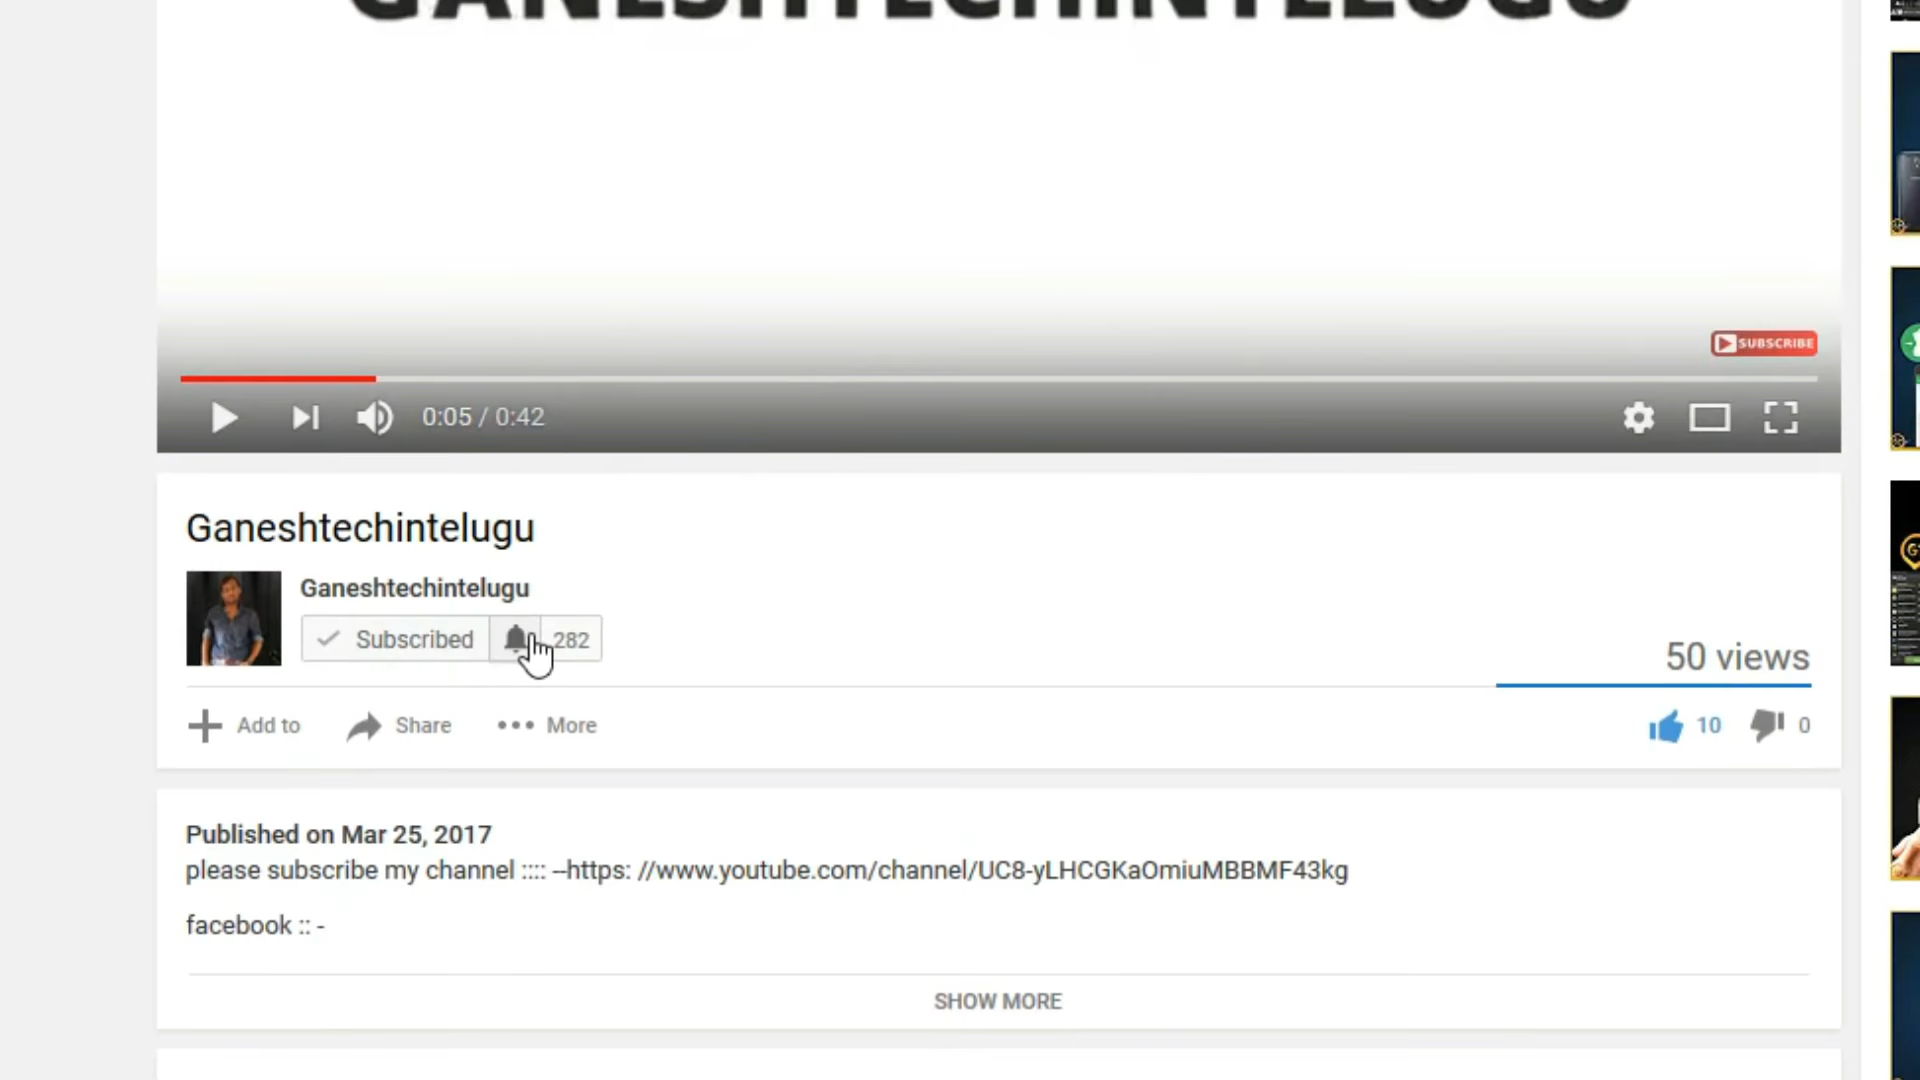 GANESHTECHINTELUGU
SUBSCRIBE
0:05 / 0:42
Ganeshtechintelugu
Ganeshtechintelugu
Subscribed 282
50 views
Add to Share More 10 0
Published on Mar 25, 2017
please subscribe my channel :::: --https: //www.youtube.com/channel/UC8-yLHCGKaOmiuMBBMF43kg
facebook :: -
SHOW MORE